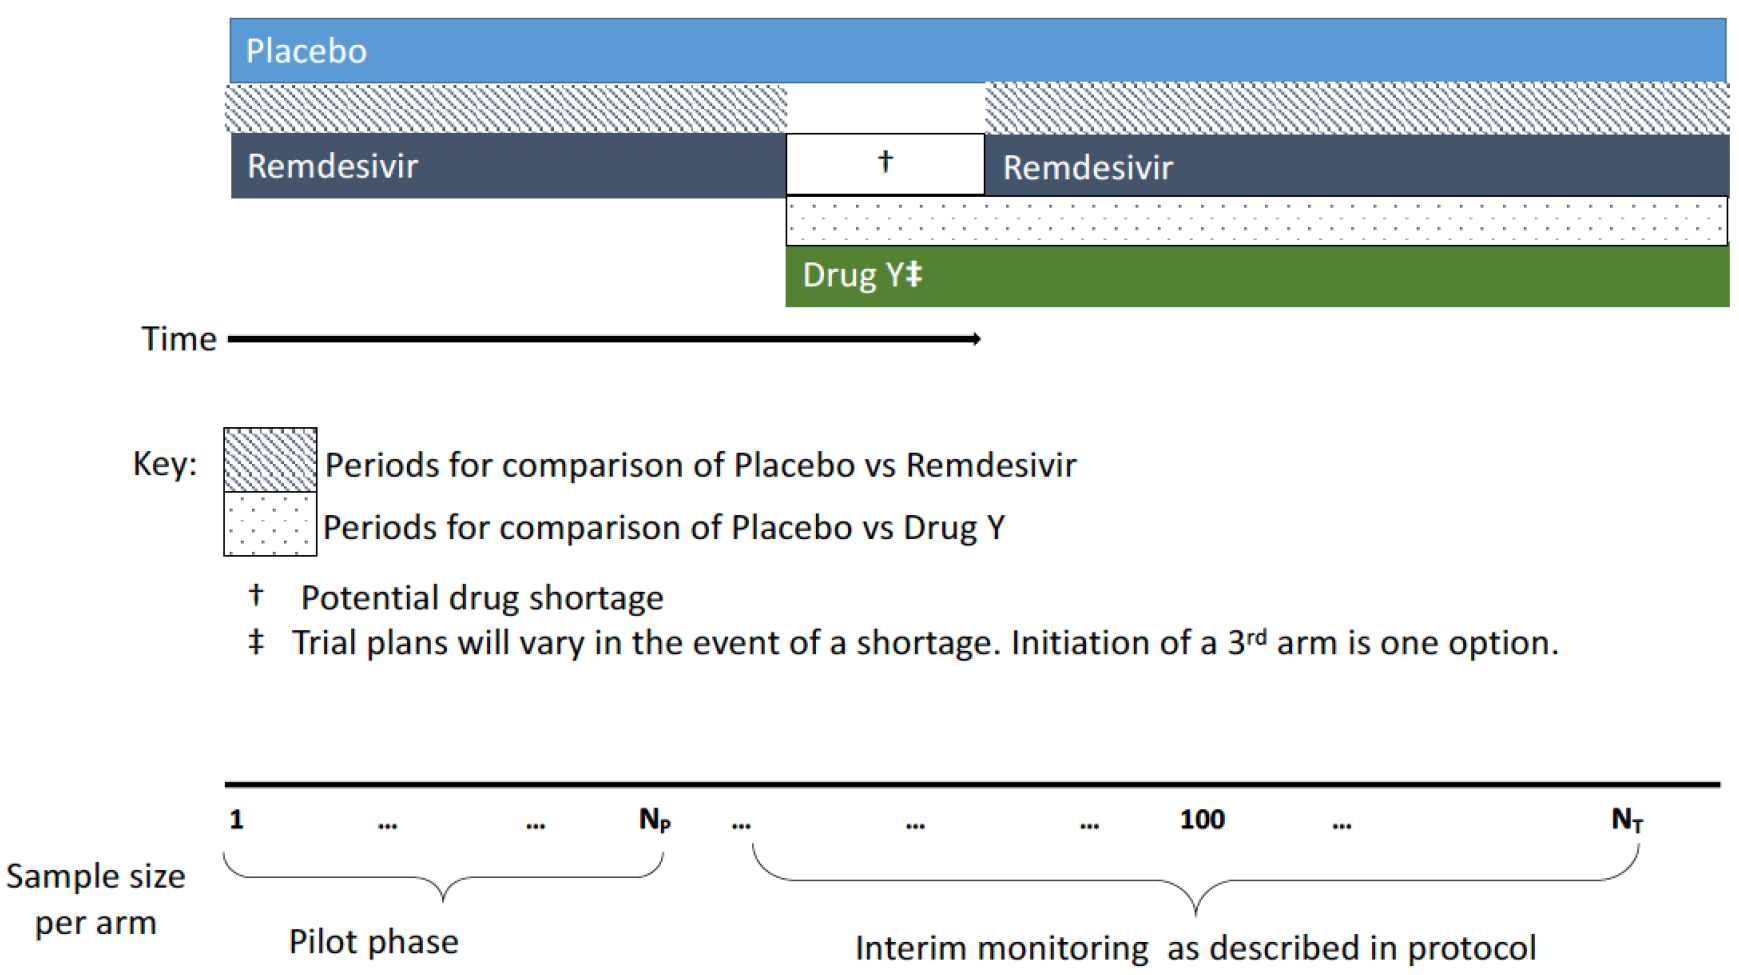 Placebo
Remdesivir
†
Remdesivir
Drug Y‡
Time
Key:
Periods for comparison of Placebo vs Remdesivir
Periods for comparison of Placebo vs Drug Y
† Potential drug shortage
‡ Trial plans will vary in the event of a shortage. Initiation of a 3rd arm is one option.
1 ... ... NP ... ... ... 100 ... NT
Sample size
per arm
Pilot phase
Interim monitoring as described in protocol